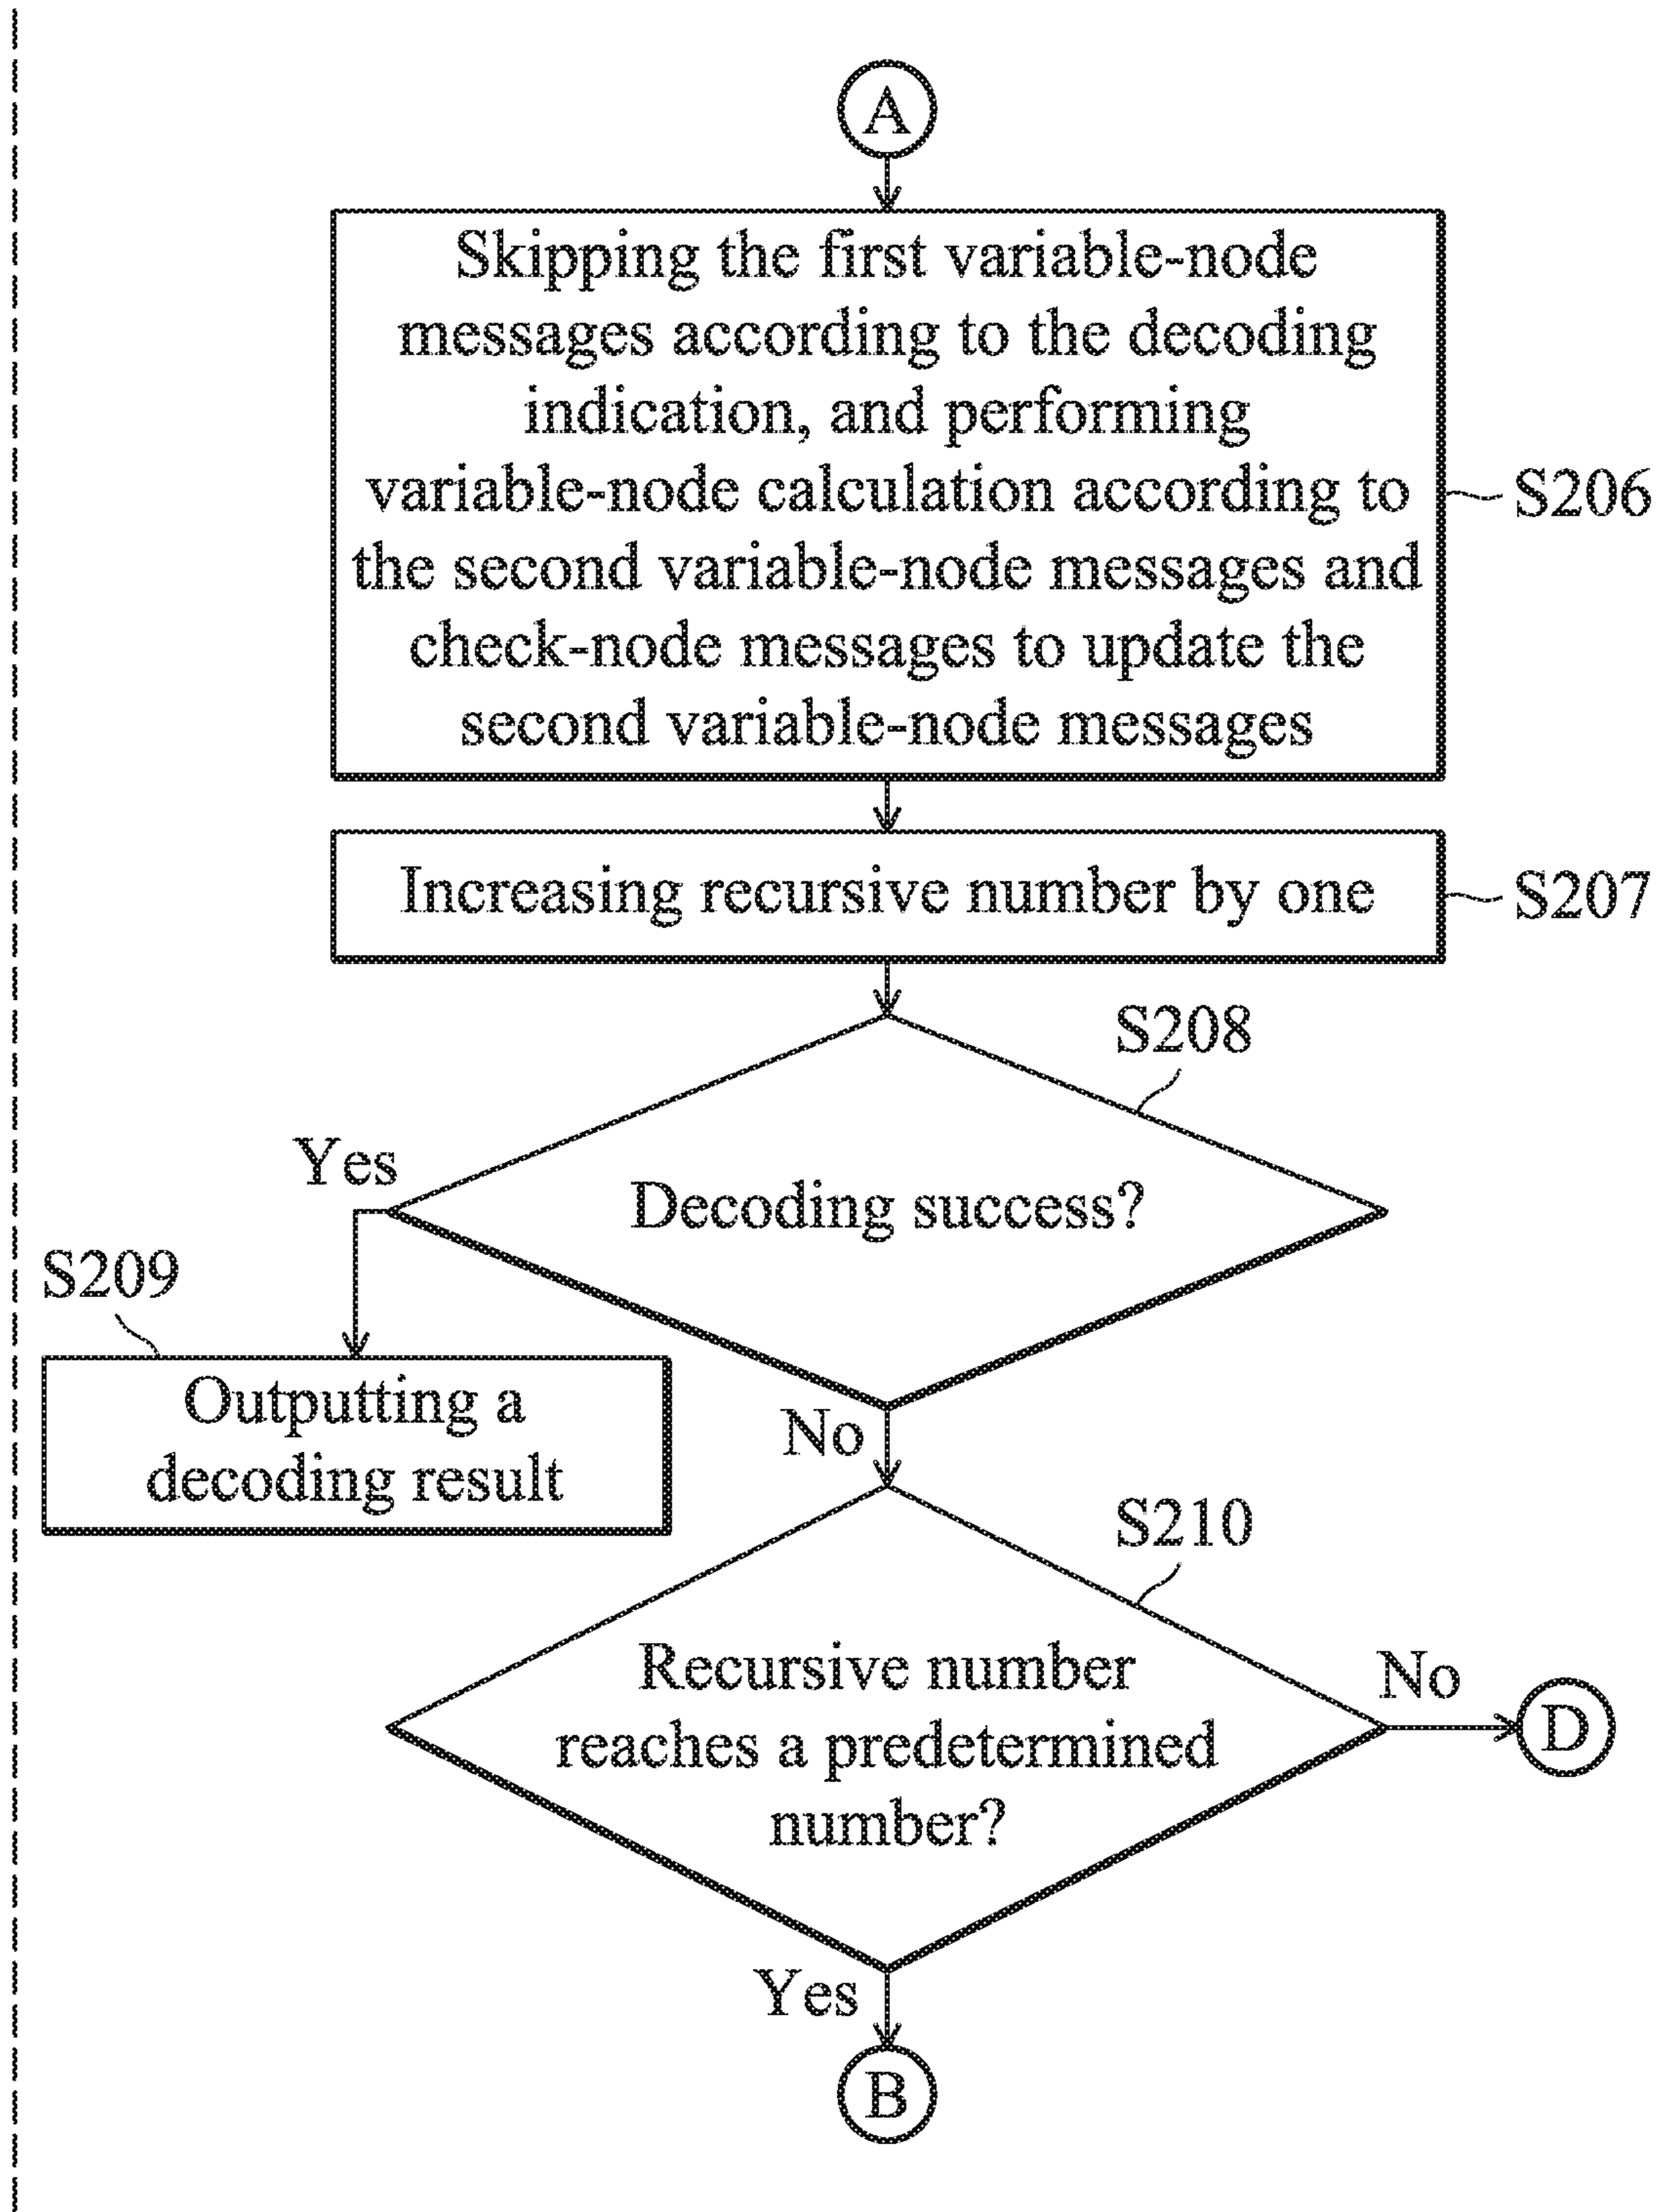 A
Skipping the first variable-node
messages according to the decoding
indication, and performing
variable-node calculation according to
the second variable-node messages and
check-node messages to update the
second variable-node messages
S206
Increasing recursive number by one
S207
S208
Decoding success?
Yes
S209
Outputting a
decoding result
No
S210
Recursive number
reaches a predetermined
number?
No
D
Yes
B